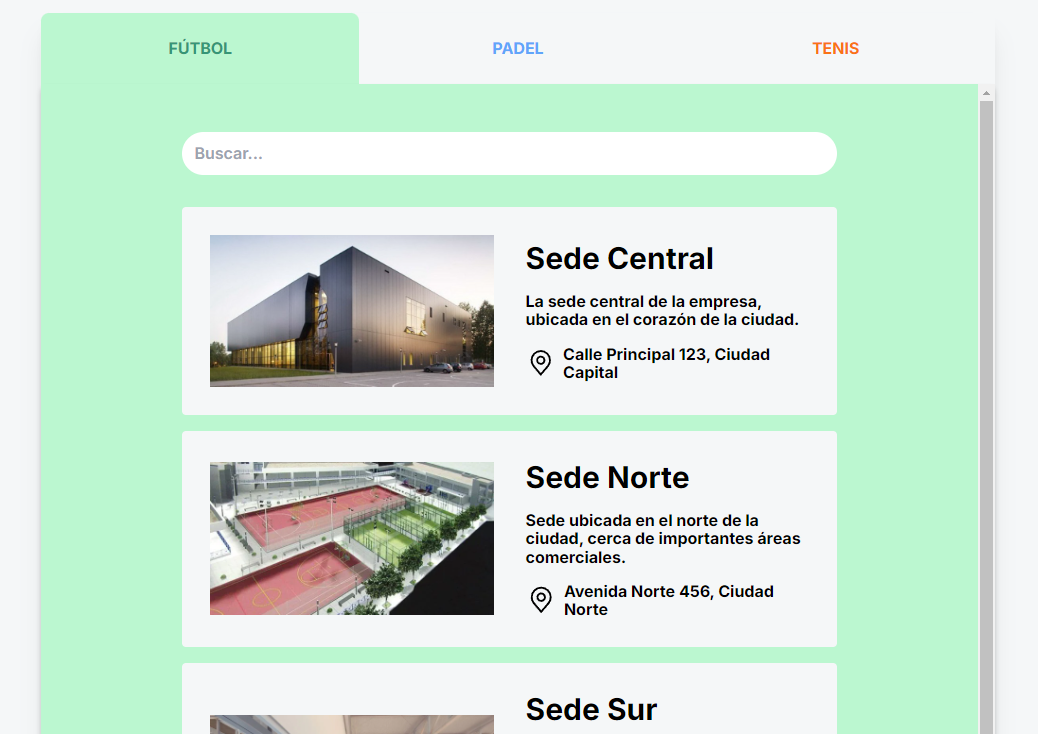 FÚTBOL
PADEL
TENIS
Buscar...
Sede Central
La sede central de la empresa,
ubicada en el corazón de la ciudad.
Calle Principal 123, Ciudad
Capital
Sede Norte
Sede ubicada en el norte de la
ciudad, cerca de importantes áreas
comerciales.
Avenida Norte 456, Ciudad
Norte
Sede Sur